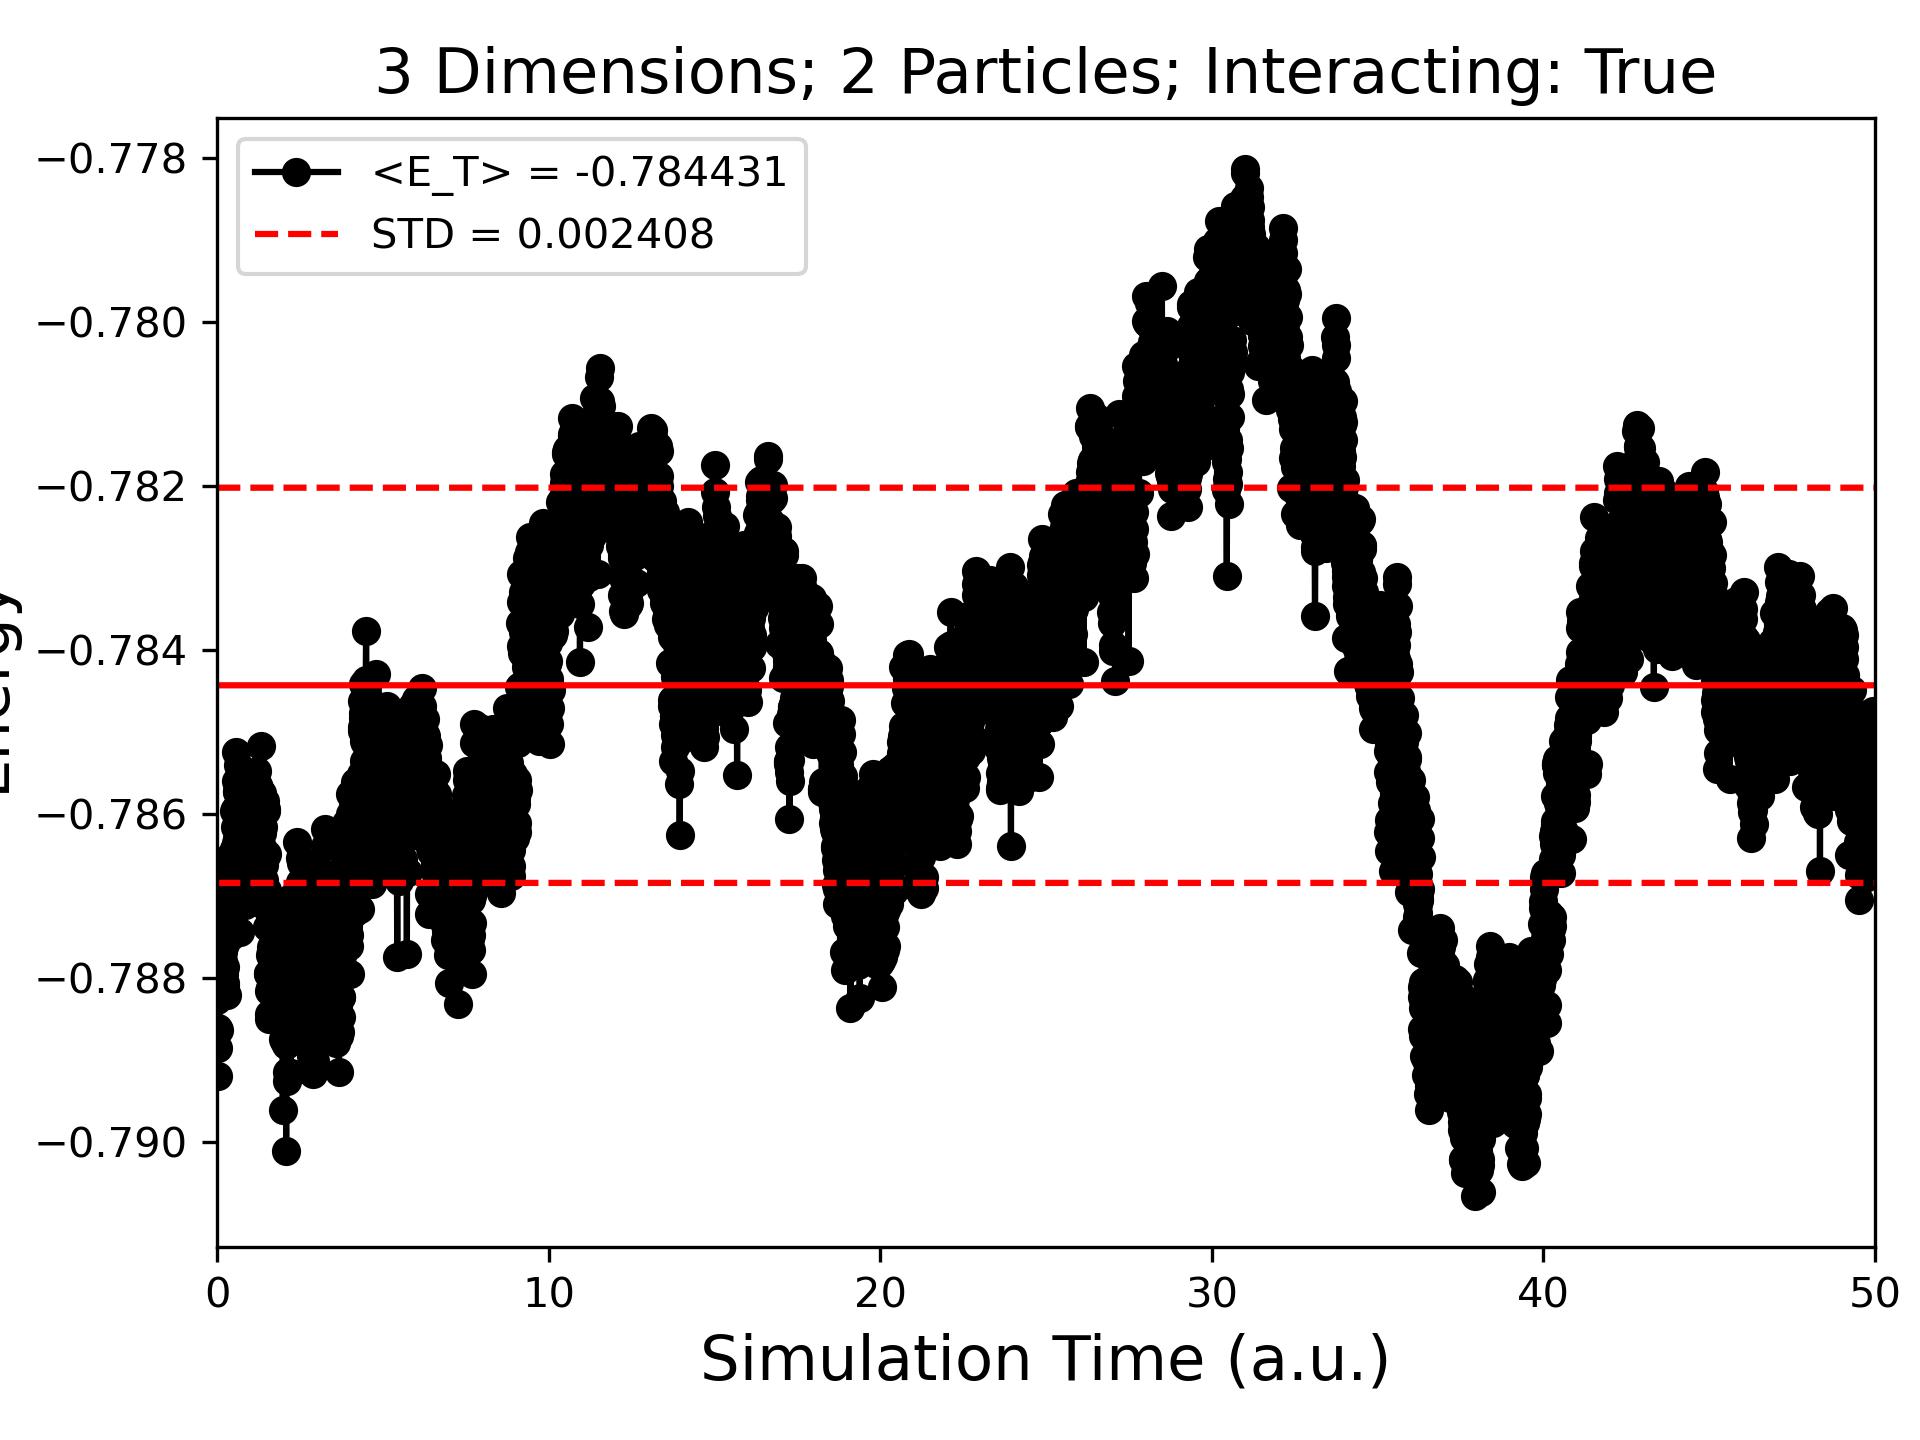 3 Dimensions; 2 Particles; Interacting: True
<E_T> = -0.784431
STD = 0.002408
−0.778
−0.780
−0.782
−0.784
−0.786
−0.788
−0.790
Energy
0 10 20 30 40 50
Simulation Time (a.u.)